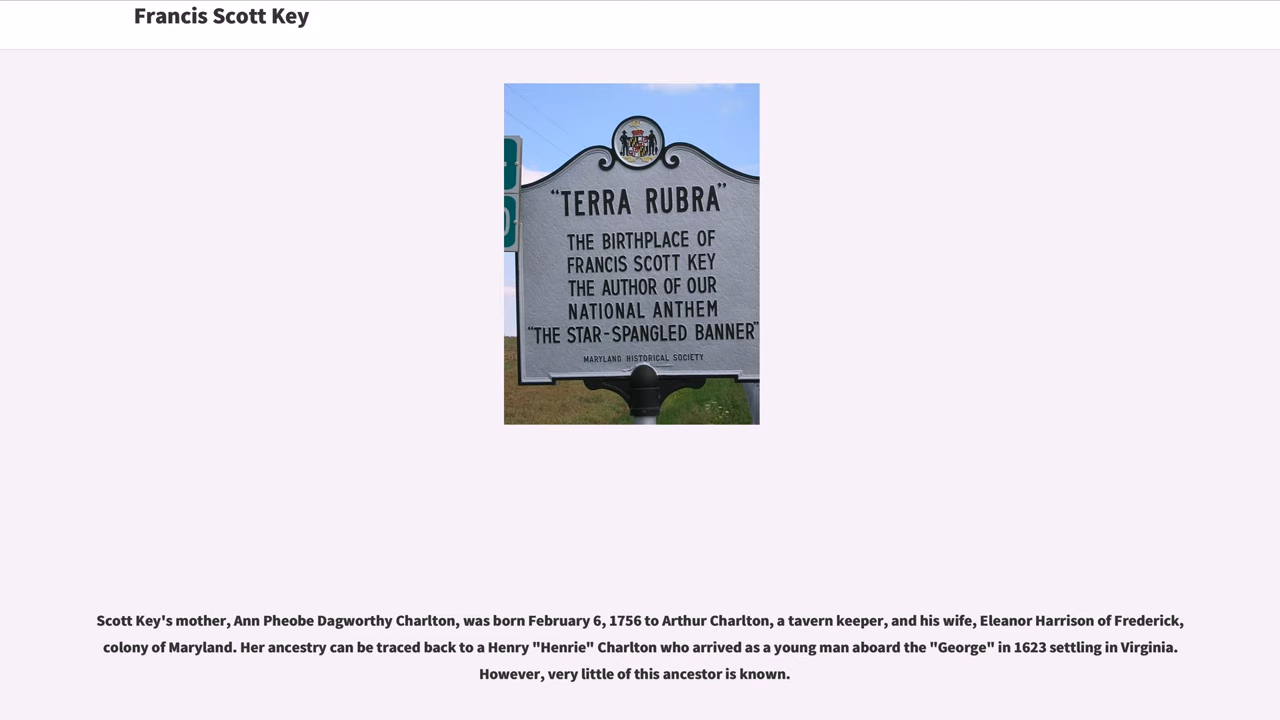 Francis Scott Key
"TERRA RUBRA"
THE BIRTHPLACE OF
FRANCIS SCOTT KEY
THE AUTHOR OF OUR
NATIONAL ANTHEM
"THE STAR-SPANGLED BANNER"
MARYLAND HISTORICAL SOCIETY
Scott Key's mother, Ann Pheobe Dagworthy Charlton, was born February 6, 1756 to Arthur Charlton, a tavern keeper, and his wife, Eleanor Harrison of Frederick,
colony of Maryland. Her ancestry can be traced back to a Henry "Henrie" Charlton who arrived as a young man aboard the "George" in 1623 settling in Virginia.
However, very little of this ancestor is known.